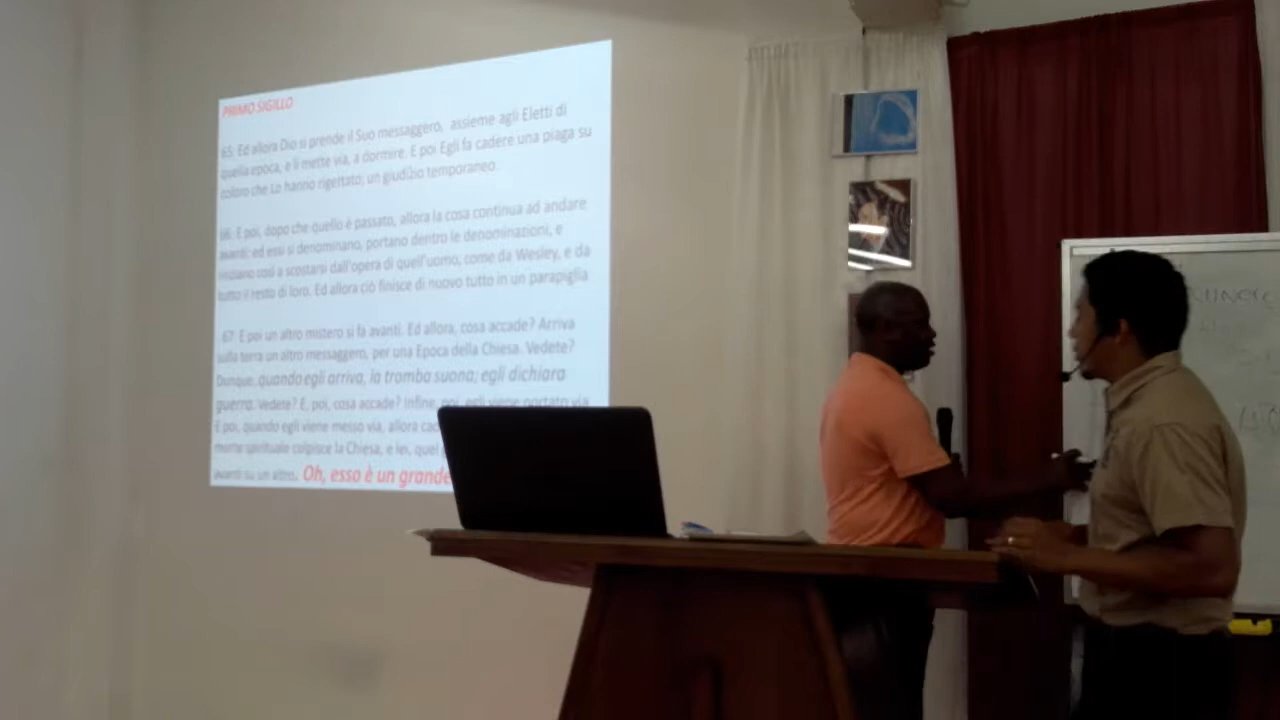 PRIMO SIGILLO
65. Ed allora Dio si prende il Suo messaggero, assieme agli Eletti di
quella epoca, e li mette via, a dormire. E poi Egli fa cadere una piaga su
coloro che Lo hanno rigettato; un giudizio temporaneo.
66. E poi, dopo che quello è passato, allora la cosa continua ad andare
avanti: ed essi si denominano, portano dentro le denominazioni, e
iniziano così a scostarsi dall'opera di quell'uomo, come da Wesley, e da
tutto il resto di loro. Ed allora ciò finisce di nuovo tutto in un parapiglia
67. E poi un altro mistero si fa avanti. Ed allora, cosa accade? Arriva
sulla terra un altro messaggero, per una Epoca della Chiesa. Vedete?
Dunque, quando egli arriva, la tromba suona; egli dichiara
guerra. Vedete? E, poi, cosa accade? Infine, poi, egli viene portato via
E poi, quando egli viene messo via, allora
morte spirituale colpisce la Chiesa, e lei, quel
avanti su un altro. Oh, esso è un grande